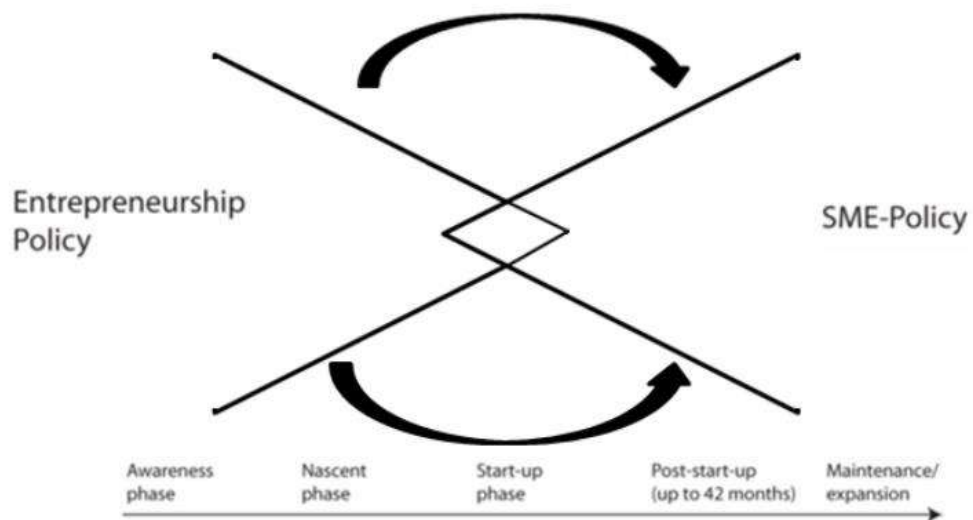 Entrepreneurship
Policy
SME-Policy
Awareness
phase
Nascent
phase
Start-up
phase
Post-start-up
(up to 42 months)
Maintenance/
expansion